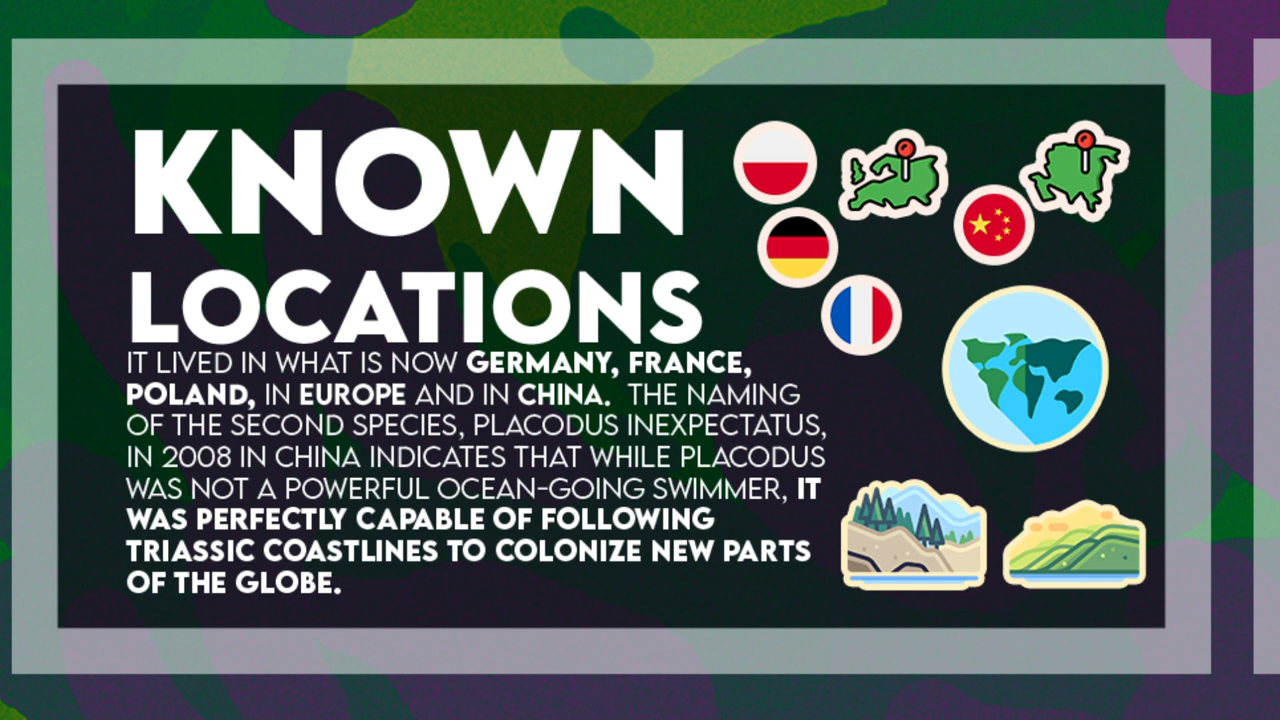 KNOWN
LOCATIONS
IT LIVED IN WHAT IS NOW GERMANY, FRANCE,
POLAND, IN EUROPE AND IN CHINA. THE NAMING
OF THE SECOND SPECIES, PLACODUS INEXPECTATUS,
IN 2008 IN CHINA INDICATES THAT WHILE PLACODUS
WAS NOT A POWERFUL OCEAN-GOING SWIMMER, IT
WAS PERFECTLY CAPABLE OF FOLLOWING
TRIASSIC COASTLINES TO COLONIZE NEW PARTS
OF THE GLOBE.